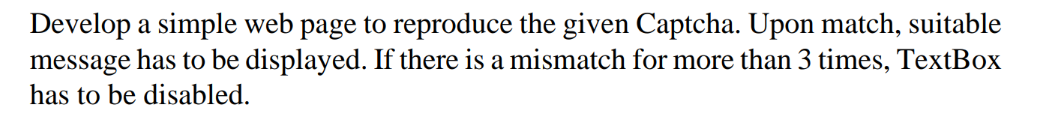 Develop a simple web page to reproduce the given Captcha. Upon match, suitable
message has to be displayed. If there is a mismatch for more than 3 times, TextBox
has to be disabled.